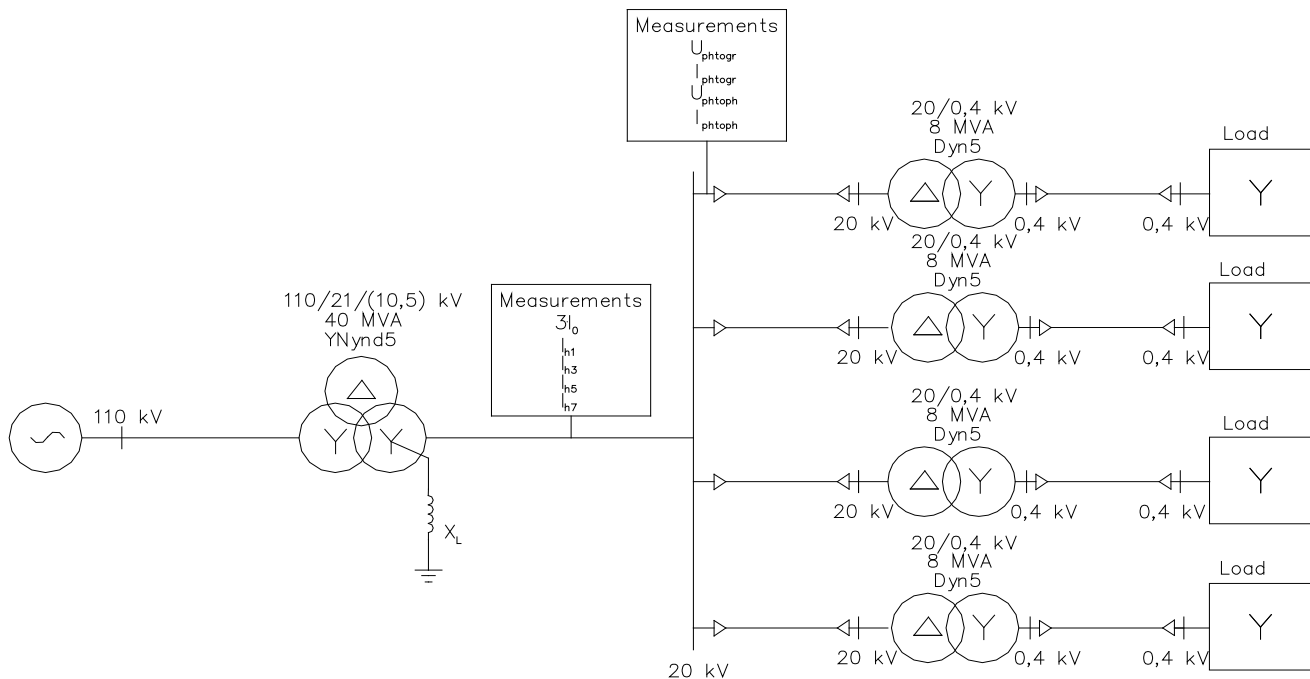 Measurements
Uphtogr
Iphtogr
Uphtoph
Iphtoph
20/0,4 kV
8 MVA
Dyn5
Load
Y
Y
20 kV
0,4 kV
0,4 kV
20/0,4 kV
8 MVA
Dyn5
Load
Y
Y
20 kV
0,4 kV
0,4 kV
110/21/(10,5) kV
40 MVA
YNynd5
Measurements
3I0
Ih1
Ih3
Ih5
Ih7
110 kV
Y
Y
XL
20/0,4 kV
8 MVA
Dyn5
Load
Y
Y
20 kV
0,4 kV
0,4 kV
20/0,4 kV
8 MVA
Dyn5
Load
Y
Y
20 kV
0,4 kV
0,4 kV
20 kV